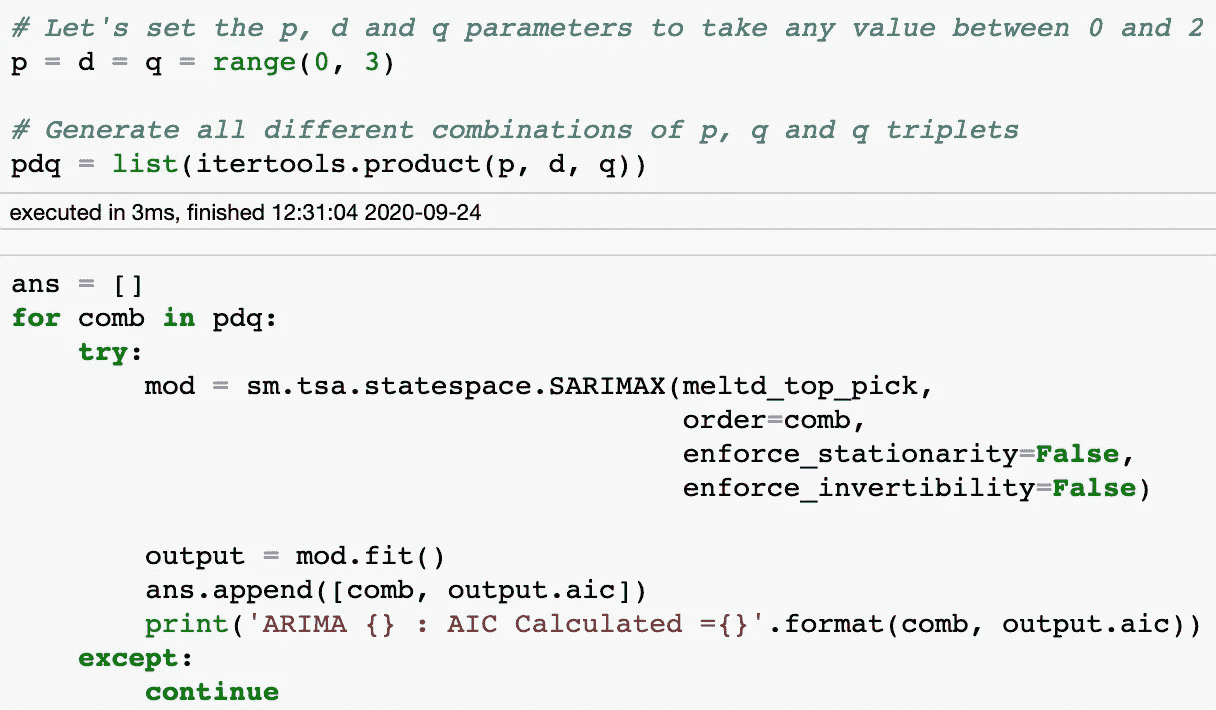 # Let's set the p, d and q parameters to take any value between 0 and 2
p = d = q = range(0, 3)
# Generate all different combinations of p, q and q triplets
pdq = list(itertools.product(p, d, q))
executed in 3ms, finished 12:31:04 2020-09-24
ans = []
for comb in pdq:
    try:
        mod = sm.tsa.statespace.SARIMAX(meltd_top_pick,
                                        order=comb,
                                        enforce_stationarity=False,
                                        enforce_invertibility=False)
        output = mod.fit()
        ans.append([comb, output.aic])
        print('ARIMA {} : AIC Calculated ={}'.format(comb, output.aic))
    except:
        continue